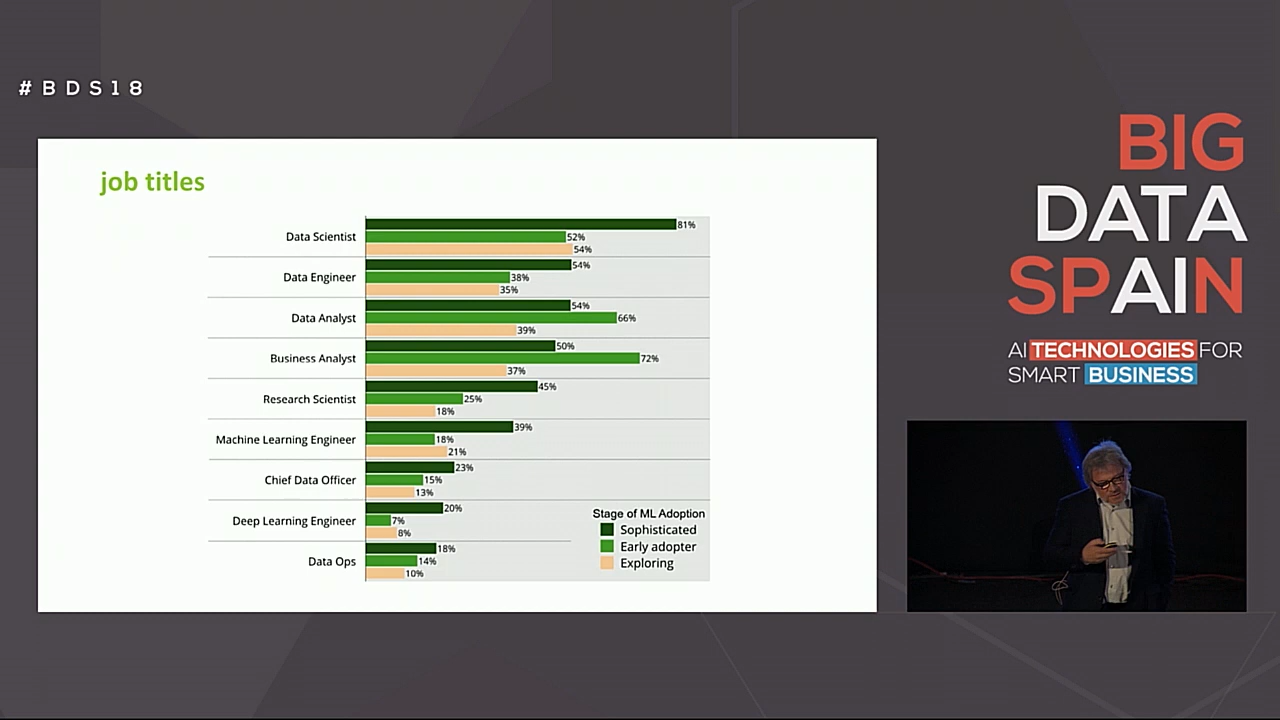 #BDS18
job titles
Data Scientist
81%
52%
54%
Data Engineer
54%
38%
35%
Data Analyst
54%
66%
39%
Business Analyst
50%
72%
37%
Research Scientist
45%
25%
18%
Machine Learning Engineer
39%
18%
21%
Chief Data Officer
23%
15%
13%
Deep Learning Engineer
20%
7%
8%
Data Ops
18%
14%
10%
Stage of ML Adoption
Sophisticated
Early adopter
Exploring
BIG
DATA
SPAIN
AI TECHNOLOGIES FOR
SMART BUSINESS